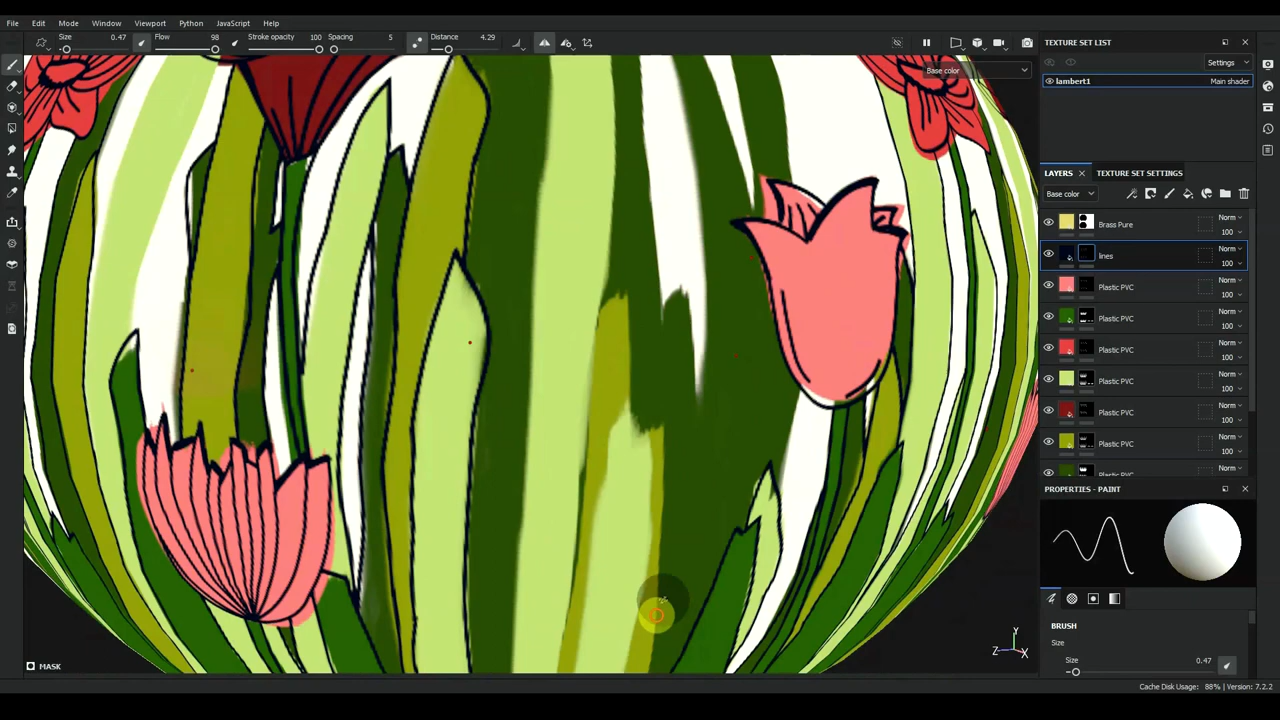 File Edit Mode Window Viewport Python JavaScript Help
Size 0.47 Flow 98 Stroke opacity 100 Spacing 5 Distance 4.29
Base color
TEXTURE SET LIST
Settings
lambert1 Main shader
LAYERS TEXTURE SET SETTINGS
Base color
Brass Pure Norm 100
lines Norm 100
Plastic PVC Norm 100
Plastic PVC Norm 100
Plastic PVC Norm 100
Plastic PVC Norm 100
Plastic PVC Norm 100
Plastic PVC Norm 100
Plastic PVC Norm
PROPERTIES - PAINT
BRUSH
Size
Size 0.47
Y
Z X
MASK
Cache Disk Usage: 88% | Version: 7.2.2